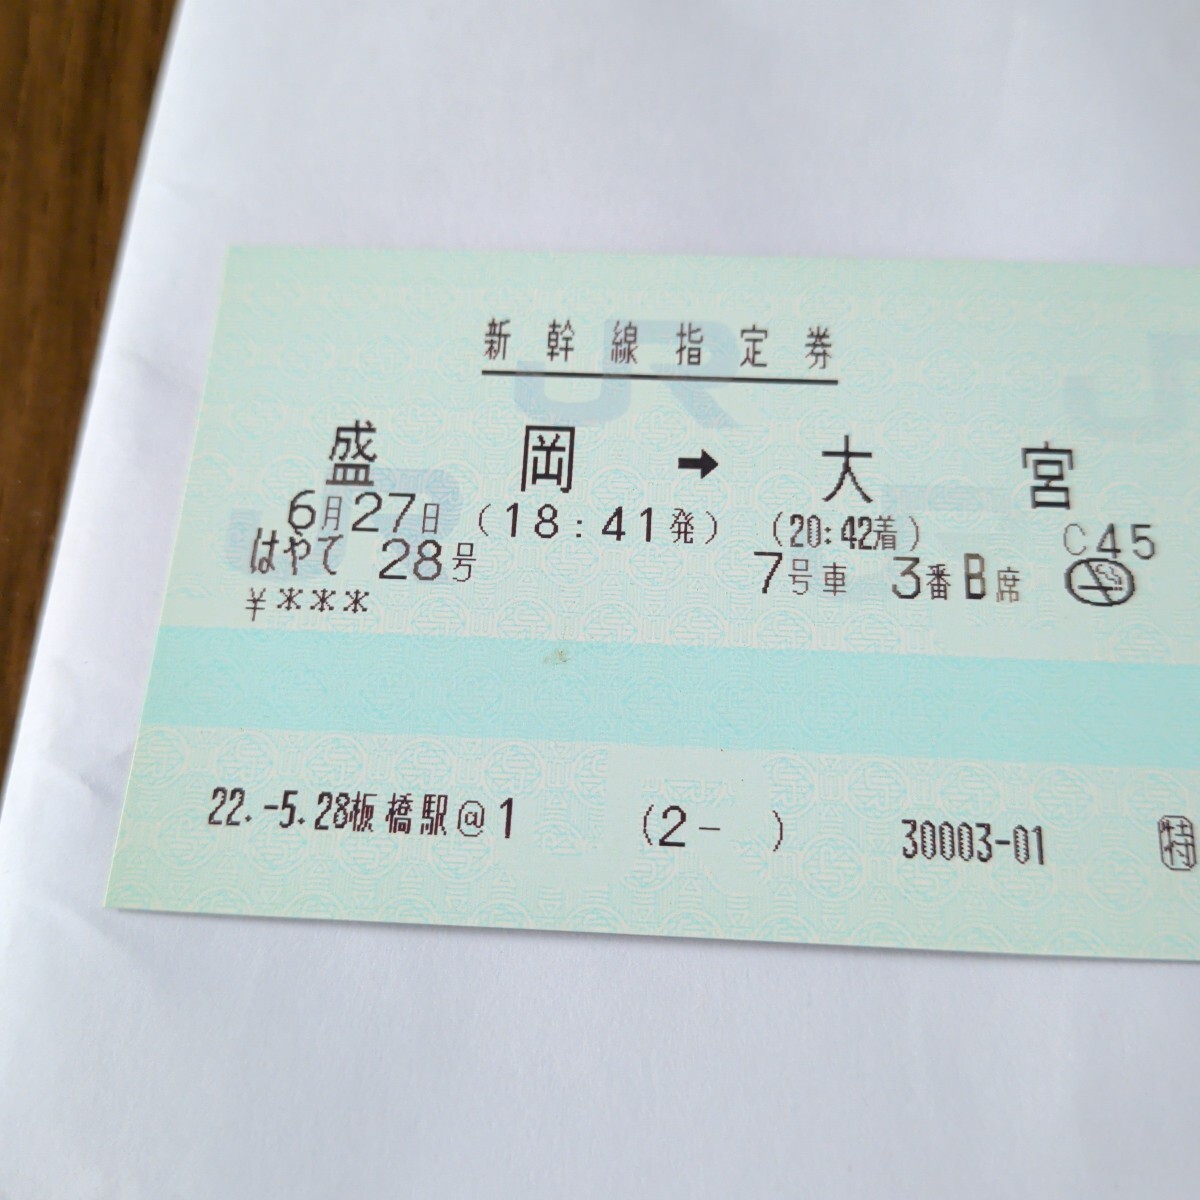 新幹線指定券
盛岡→大宮
6月27日(18:41発) (20:42着) C45
はやて 28号 7号車 3番B席
¥***
22.-5.28板橋駅@1 (2- ) 30003-01 特